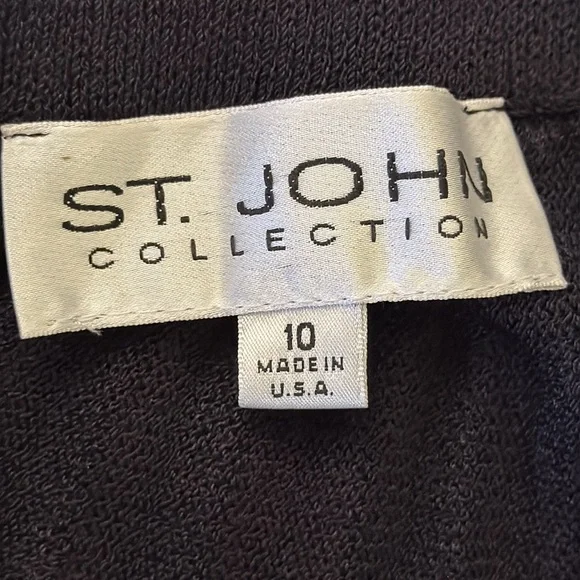 ST. JOHN
COLLECTION
10
MADE IN
U.S.A.